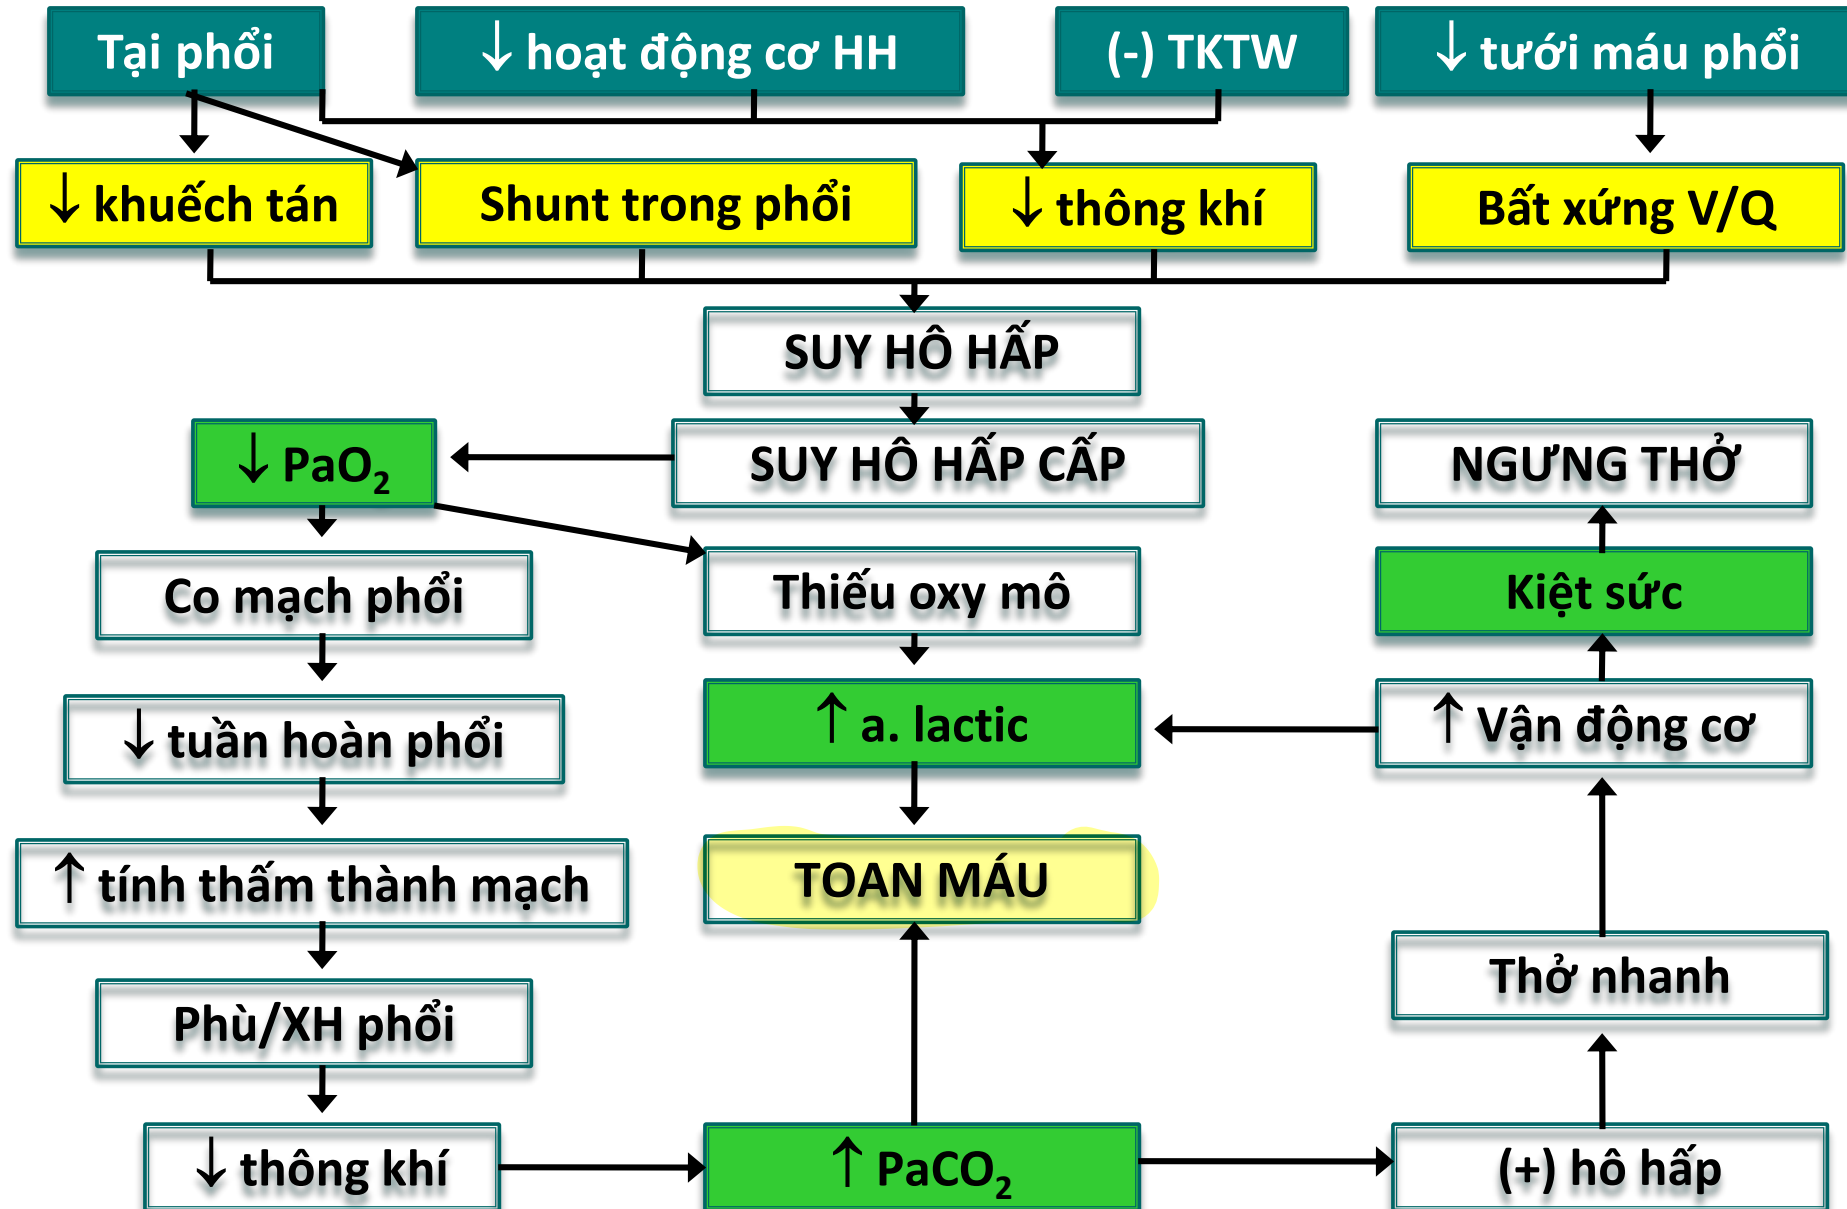 Tại phổi
↓ hoạt động cơ HH
(-) TKTW
↓ tưới máu phổi
↓ khuếch tán
Shunt trong phổi
↓ thông khí
Bất xứng V/Q
SUY HÔ HẤP
↓ PaO₂
SUY HÔ HẤP CẤP
NGƯNG THỞ
Co mạch phổi
Thiếu oxy mô
Kiệt sức
↓ tuần hoàn phổi
↑ a. lactic
↑ Vận động cơ
↑ tính thấm thành mạch
TOAN MÁU
Thở nhanh
Phù/XH phổi
↓ thông khí
↑ PaCO₂
(+) hô hấp